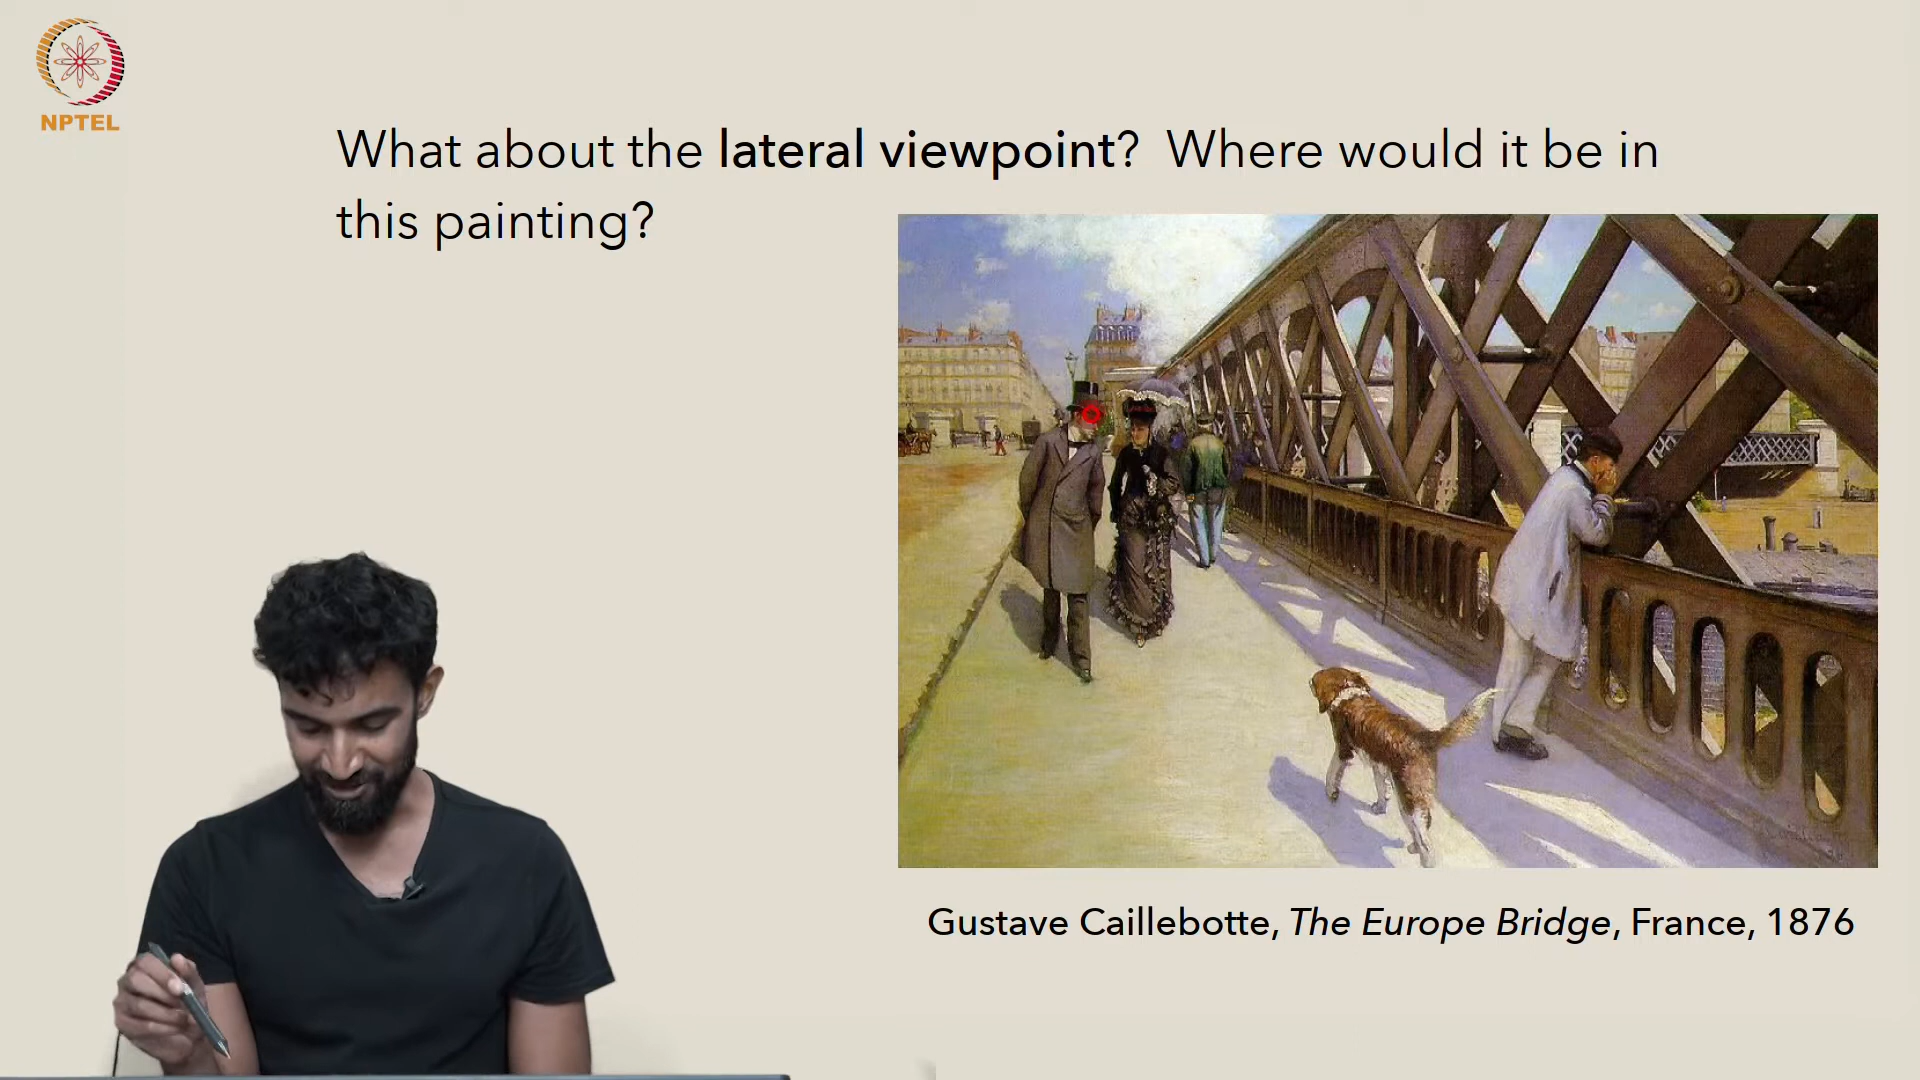 NPTEL
What about the lateral viewpoint? Where would it be in
this painting?
Gustave Caillebotte, The Europe Bridge, France, 1876